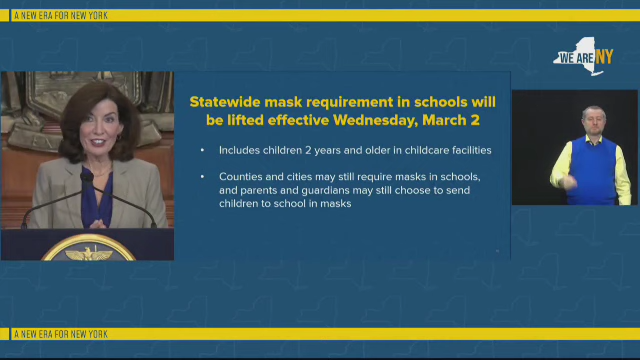 A NEW ERA FOR NEW YORK
WE ARE NY
Statewide mask requirement in schools will
be lifted effective Wednesday, March 2
• Includes children 2 years and older in childcare facilities
• Counties and cities may still require masks in schools,
and parents and guardians may still choose to send
children to school in masks
A NEW ERA FOR NEW YORK